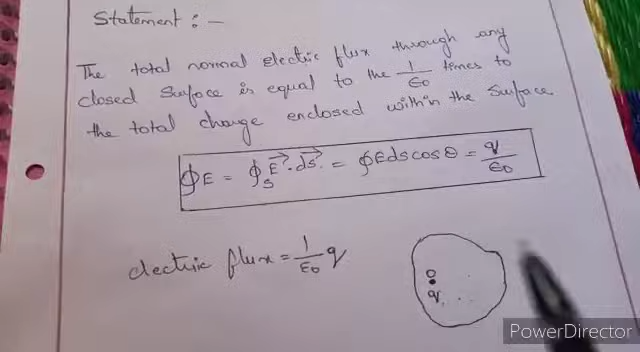 Statement : –
The total normal electric flux through any
closed surface is equal to the 1/ε0 times to
the total charge enclosed within the surface.
ϕE = ∮S E⃗ . dS⃗ = ∮Eds cosθ = q/ε0
electric flux = 1/ε0 q
q
PowerDirector